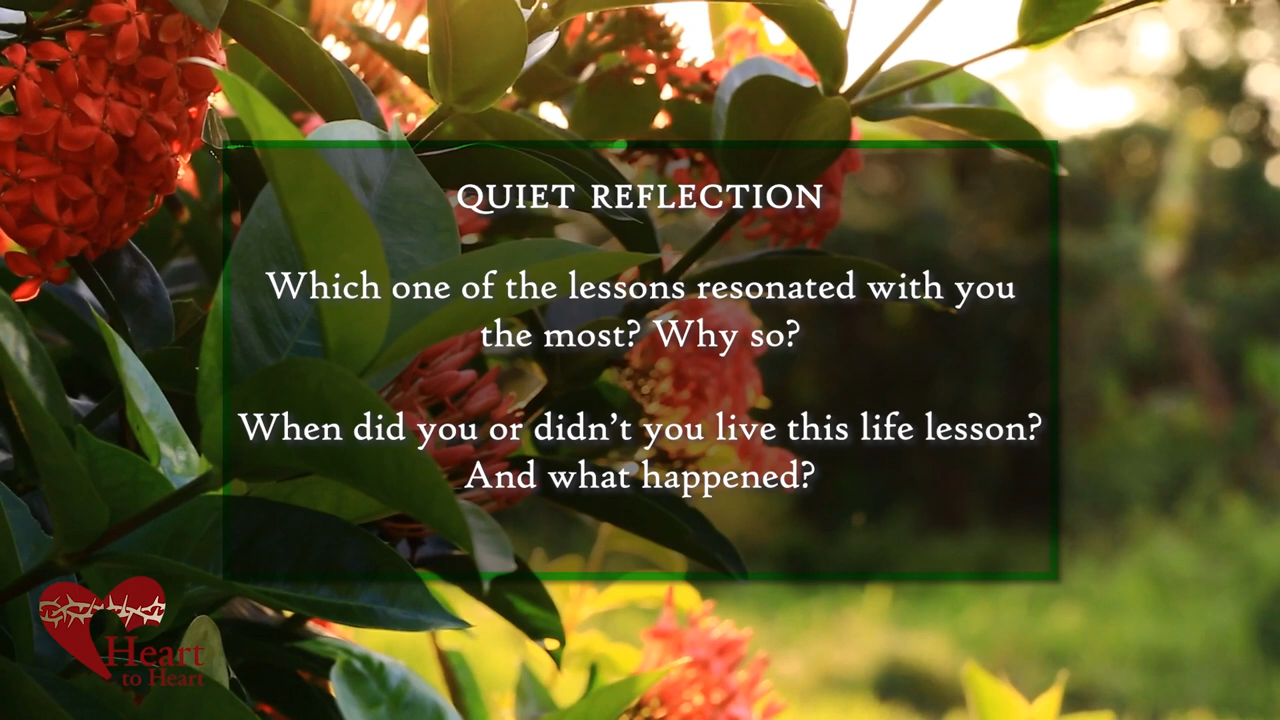 QUIET REFLECTION
Which one of the lessons resonated with you
the most? Why so?
When did you or didn’t you live this life lesson?
And what happened?
Heart
to Heart